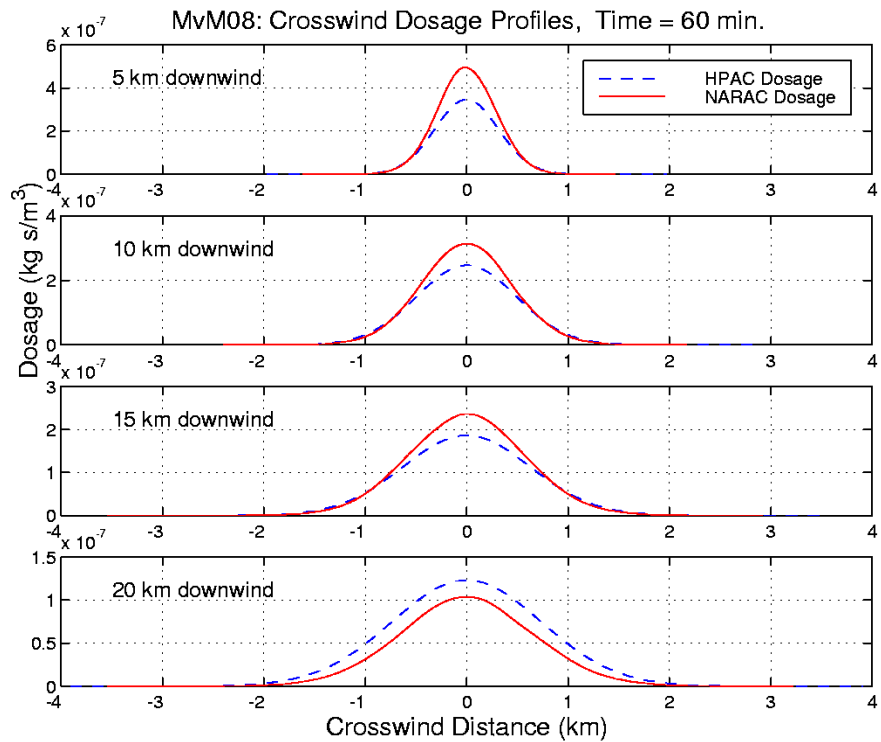 MvM08: Crosswind Dosage Profiles, Time = 60 min.
x 10^-7
6
4
2
0
5 km downwind
HPAC Dosage
NARAC Dosage
-4 -3 -2 -1 0 1 2 3 4
x 10^-7
4
2
0
10 km downwind
-4 -3 -2 -1 0 1 2 3 4
x 10^-7
3
2
1
0
15 km downwind
-4 -3 -2 -1 0 1 2 3 4
x 10^-7
1.5
1
0.5
0
20 km downwind
-4 -3 -2 -1 0 1 2 3 4
Crosswind Distance (km)
Dosage (kg s/m³)